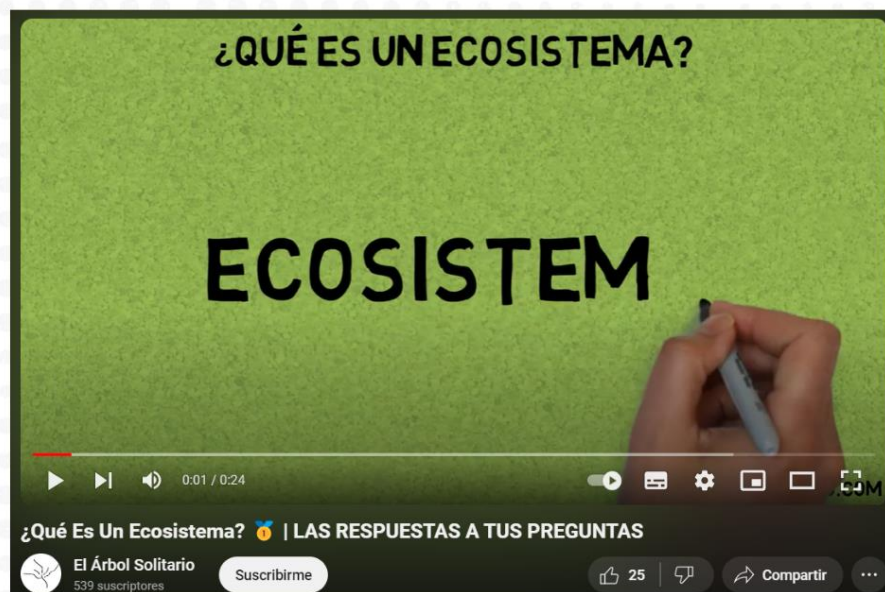 ¿QUÉ ES UN ECOSISTEMA?
ECOSISTEM
0:01 / 0:24
.COM
¿Qué Es Un Ecosistema? 🥇 | LAS RESPUESTAS A TUS PREGUNTAS
El Árbol Solitario
539 suscriptores
Suscribirme
25
Compartir